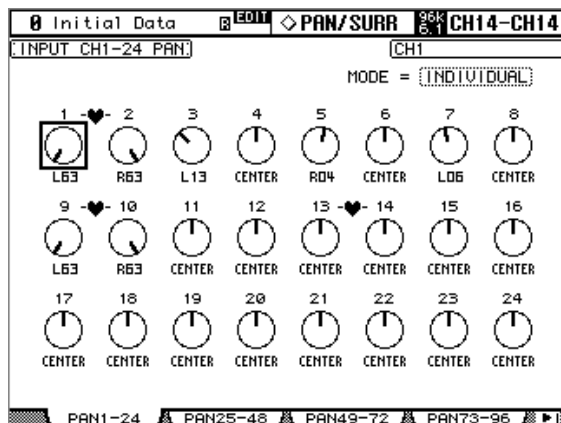 0 Initial Data B EDIT ◇PAN/SURR 96k 6.1 CH14-CH14
INPUT CH1-24 PAN CH1
MODE = INDIVIDUAL
1 -♥- 2 3 4 5 6 7 8
L63 R63 L13 CENTER R04 CENTER L06 CENTER
9 -♥- 10 11 12 13 -♥- 14 15 16
L63 R63 CENTER CENTER CENTER CENTER CENTER CENTER
17 18 19 20 21 22 23 24
CENTER CENTER CENTER CENTER CENTER CENTER CENTER CENTER
PAN1-24 PAN25-48 PAN49-72 PAN73-96